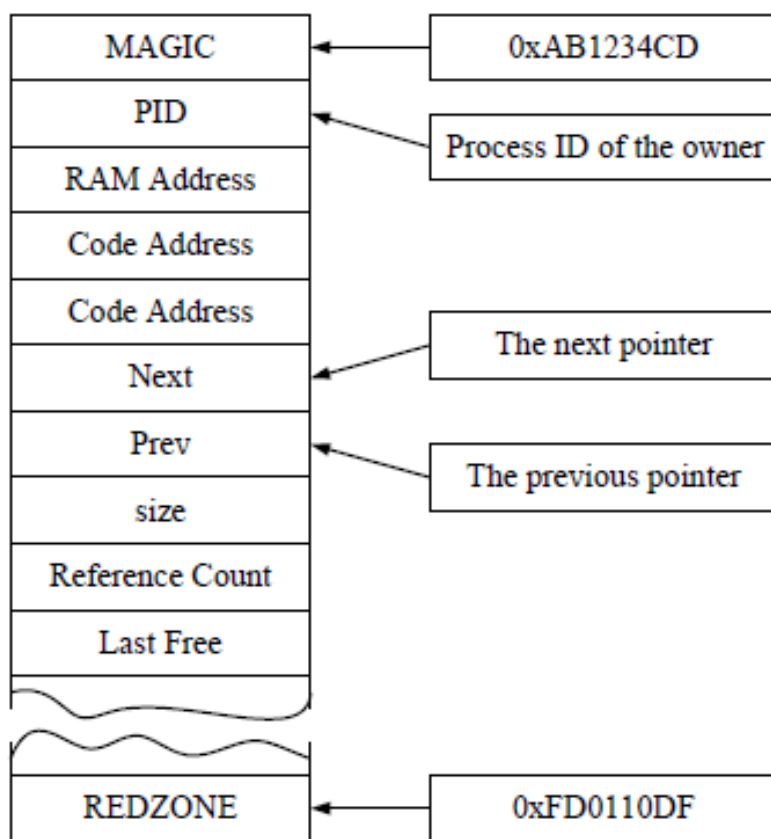 MAGIC
0xAB1234CD
PID
Process ID of the owner
RAM Address
Code Address
Code Address
The next pointer
Next
Prev
The previous pointer
size
Reference Count
Last Free
REDZONE
0xFD0110DF